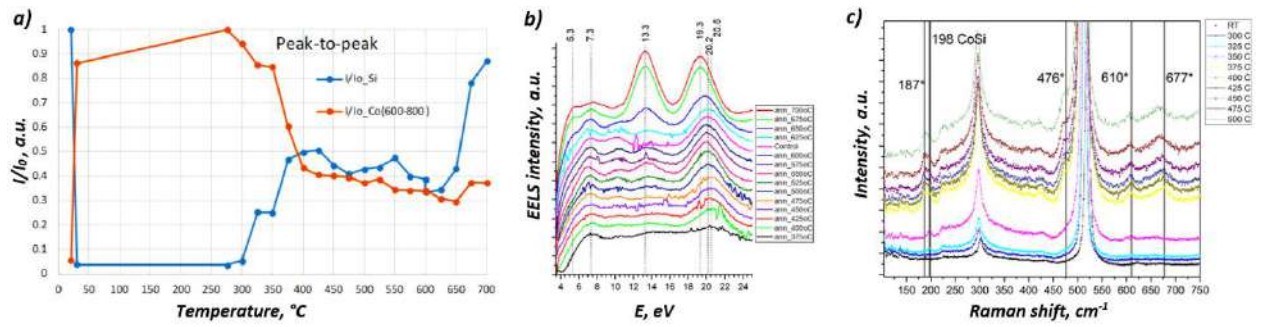 a)
Peak-to-peak
I/Io_Si
I/Io_Co(600-800)
I/I₀, a.u.
1
0.9
0.8
0.7
0.6
0.5
0.4
0.3
0.2
0.1
0
0 50 100 150 200 250 300 350 400 450 500 550 600 650 700
Temperature, °C
b)
7.3
13.3
19.3
20.2
EELS intensity, a.u.
ann_700oC
ann_675oC
ann_650oC
ann_625oC
Control
ann_600oC
ann_575oC
ann_525oC
ann_500oC
ann_475oC
ann_450oC
ann_425oC
ann_400oC
ann_375oC
4 6 8 10 12 14 16 18 20 22 24
E, eV
c)
198 CoSi
187*
476*
610*
677*
Intensity, a.u.
RT
300 C
325 C
350 C
375 C
400 C
425 C
450 C
475 C
500 C
100 150 200 250 300 350 400 450 500 550 600 650 700 750
Raman shift, cm⁻¹